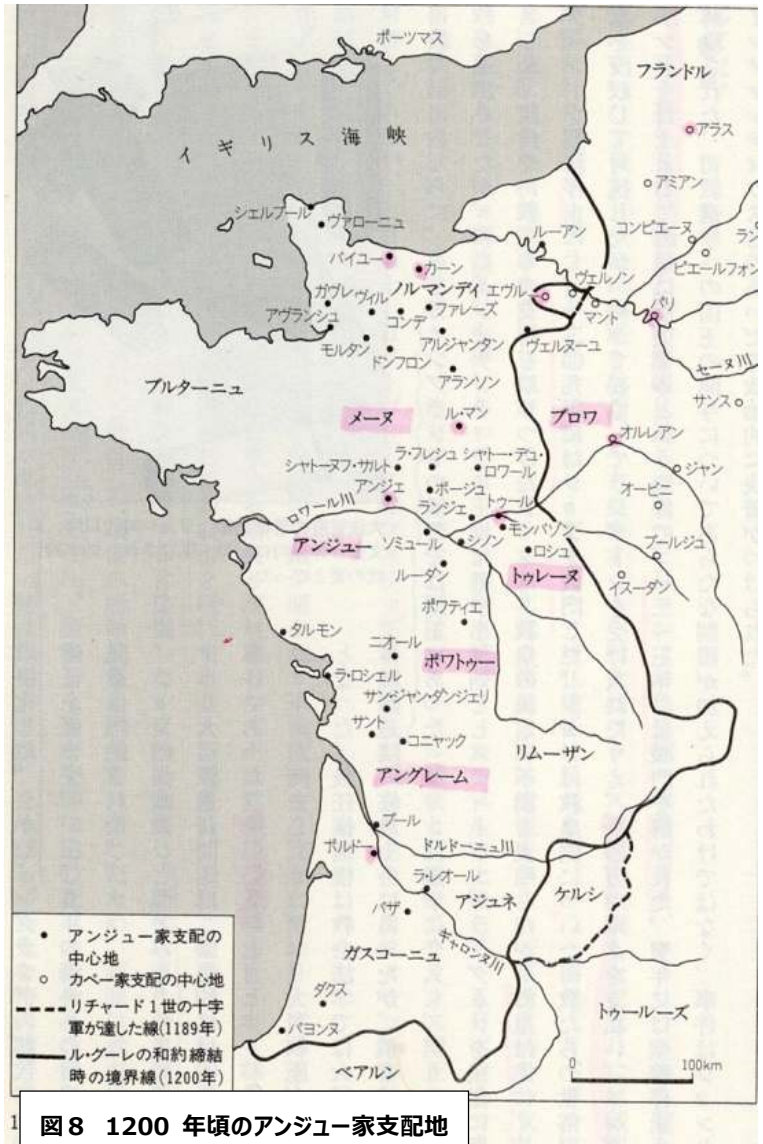 ポーツマス
フランドル
イギリス海峡
アラス
アミアン
シェルブール
ヴァローニュ
ルーアン
コンピエーヌ
ラン
ピエールフォン
バイユー
カーン
ガヴレ
ヴィル
ノルマンディ
エヴル
ヴェルノン
マント
パリ
アヴランシュ
コンデ
ファレーズ
モルタン
ドンフロン
アルジャンタン
ヴェルヌーユ
セーヌ川
アランソン
ブルターニュ
サンス
メーヌ
ル・マン
ブロワ
オルレアン
シャトーヌフ・サルト
ラ・フレシュ
シャトー・デュ・
ロワール
ジャン
アンジェ
ボージュ
オービニ
ロワール川
ランジェ
トゥール
モンバゾン
アンジュー
ソミュール
シノン
ロシュ
ブールジュ
ルーダン
トゥレーヌ
イスーダン
ポワティエ
タルモン
ニオール
ポワトゥー
ラ・ロシェル
サン・ジャン・ダンジェリ
サント
コニャック
リムーザン
アングレーム
ブール
ドルドーニュ川
ボルドー
ラ・レオール
アジュネ
ケルシ
バザ
ガスコーニュ
ギャロンヌ川
ダクス
トゥールーズ
バヨンヌ
ベアルン
0 100km
アンジュー家支配の
中心地
カペー家支配の中心地
リチャード1世の十字
軍が達した線(1189年)
ル・グーレの和約締結
時の境界線(1200年)
1
図8 1200 年頃のアンジュー家支配地